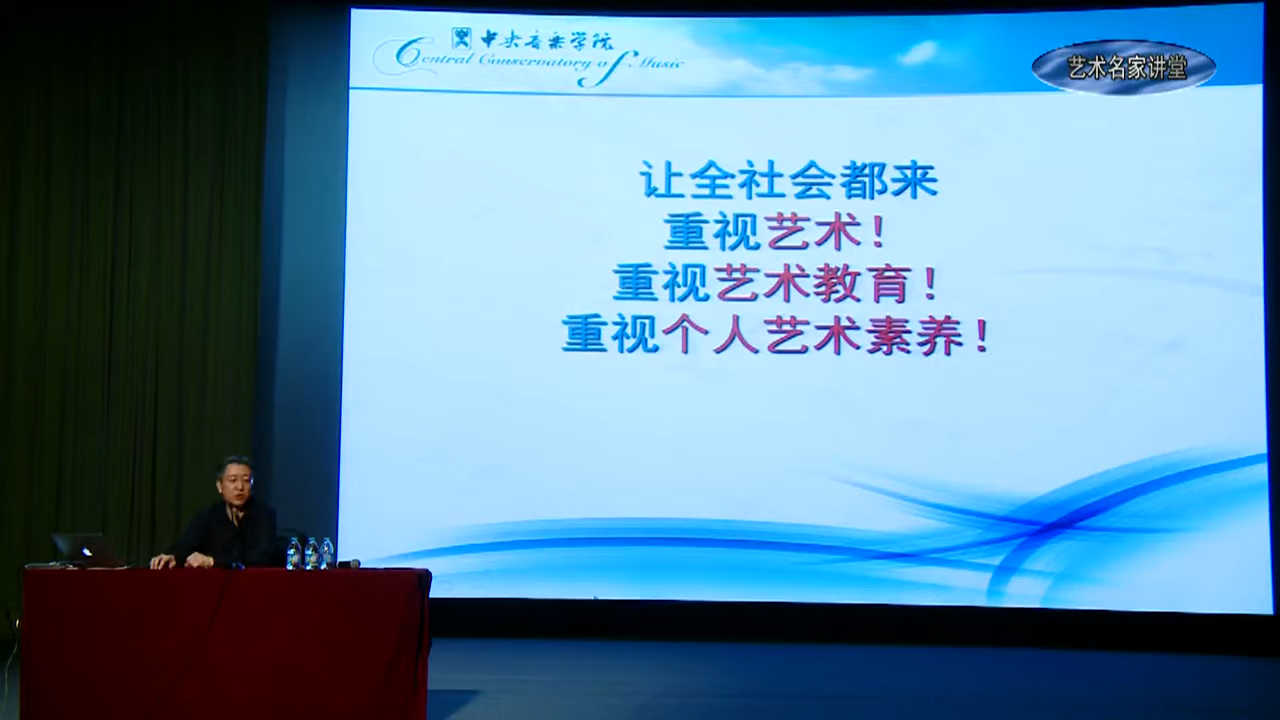 中央音乐学院
Central Conservatory of Music
艺术名家讲堂
让全社会都来
重视艺术！
重视艺术教育！
重视个人艺术素养！